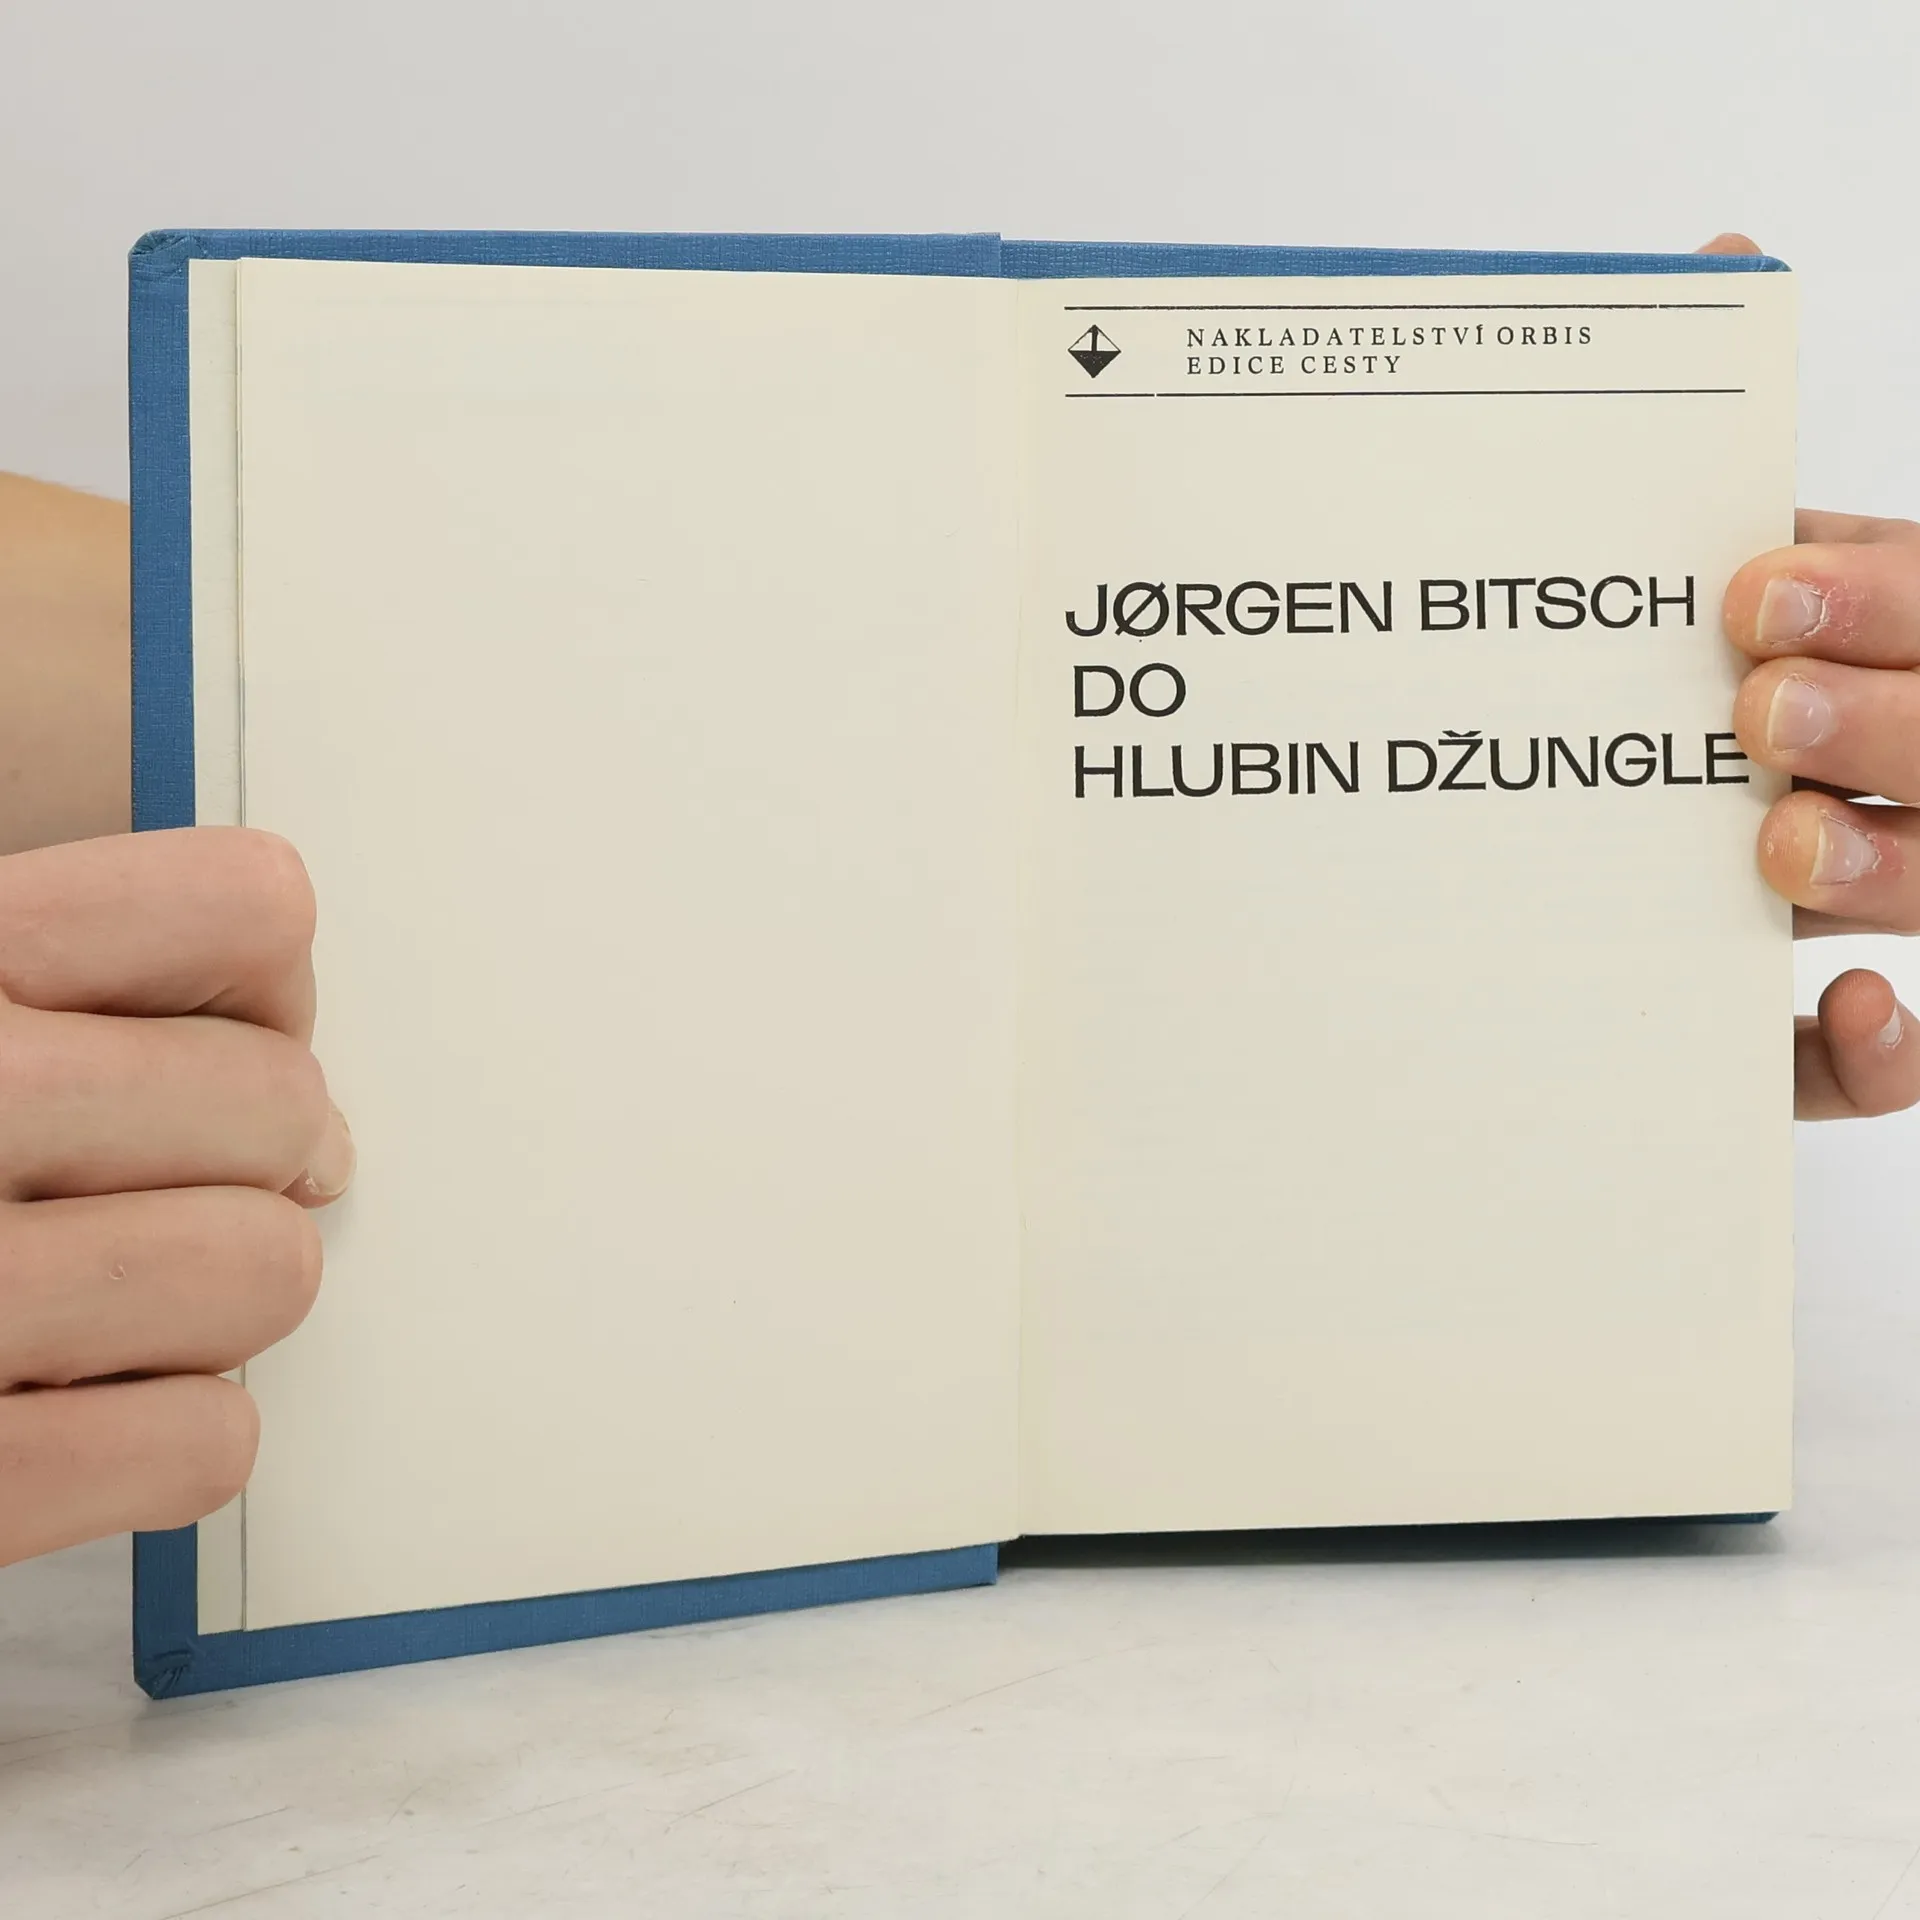 NAKLADATELSTVÍ ORBIS
EDICE CESTY
JØRGEN BITSCH
DO
HLUBIN DŽUNGLE